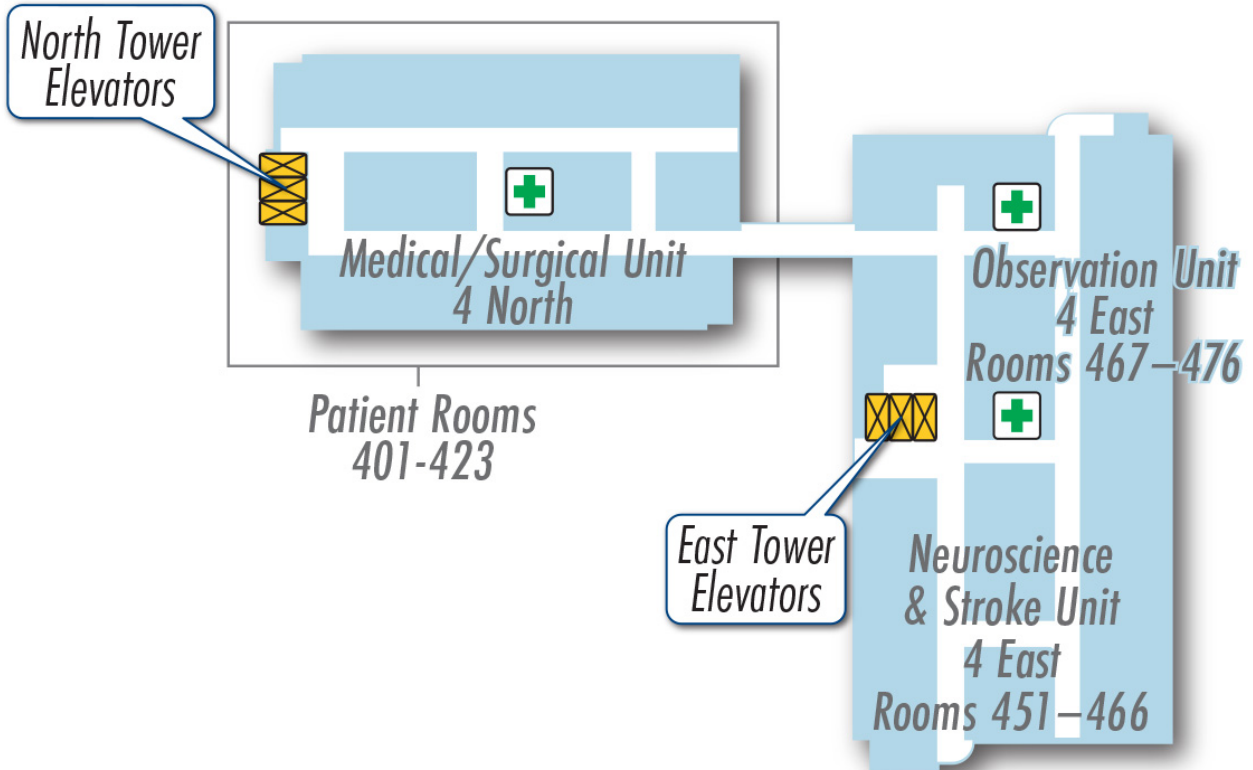 North Tower
Elevators
Medical/Surgical Unit
4 North
Patient Rooms
401-423
Observation Unit
4 East
Rooms 467–476
East Tower
Elevators
Neuroscience
& Stroke Unit
4 East
Rooms 451–466